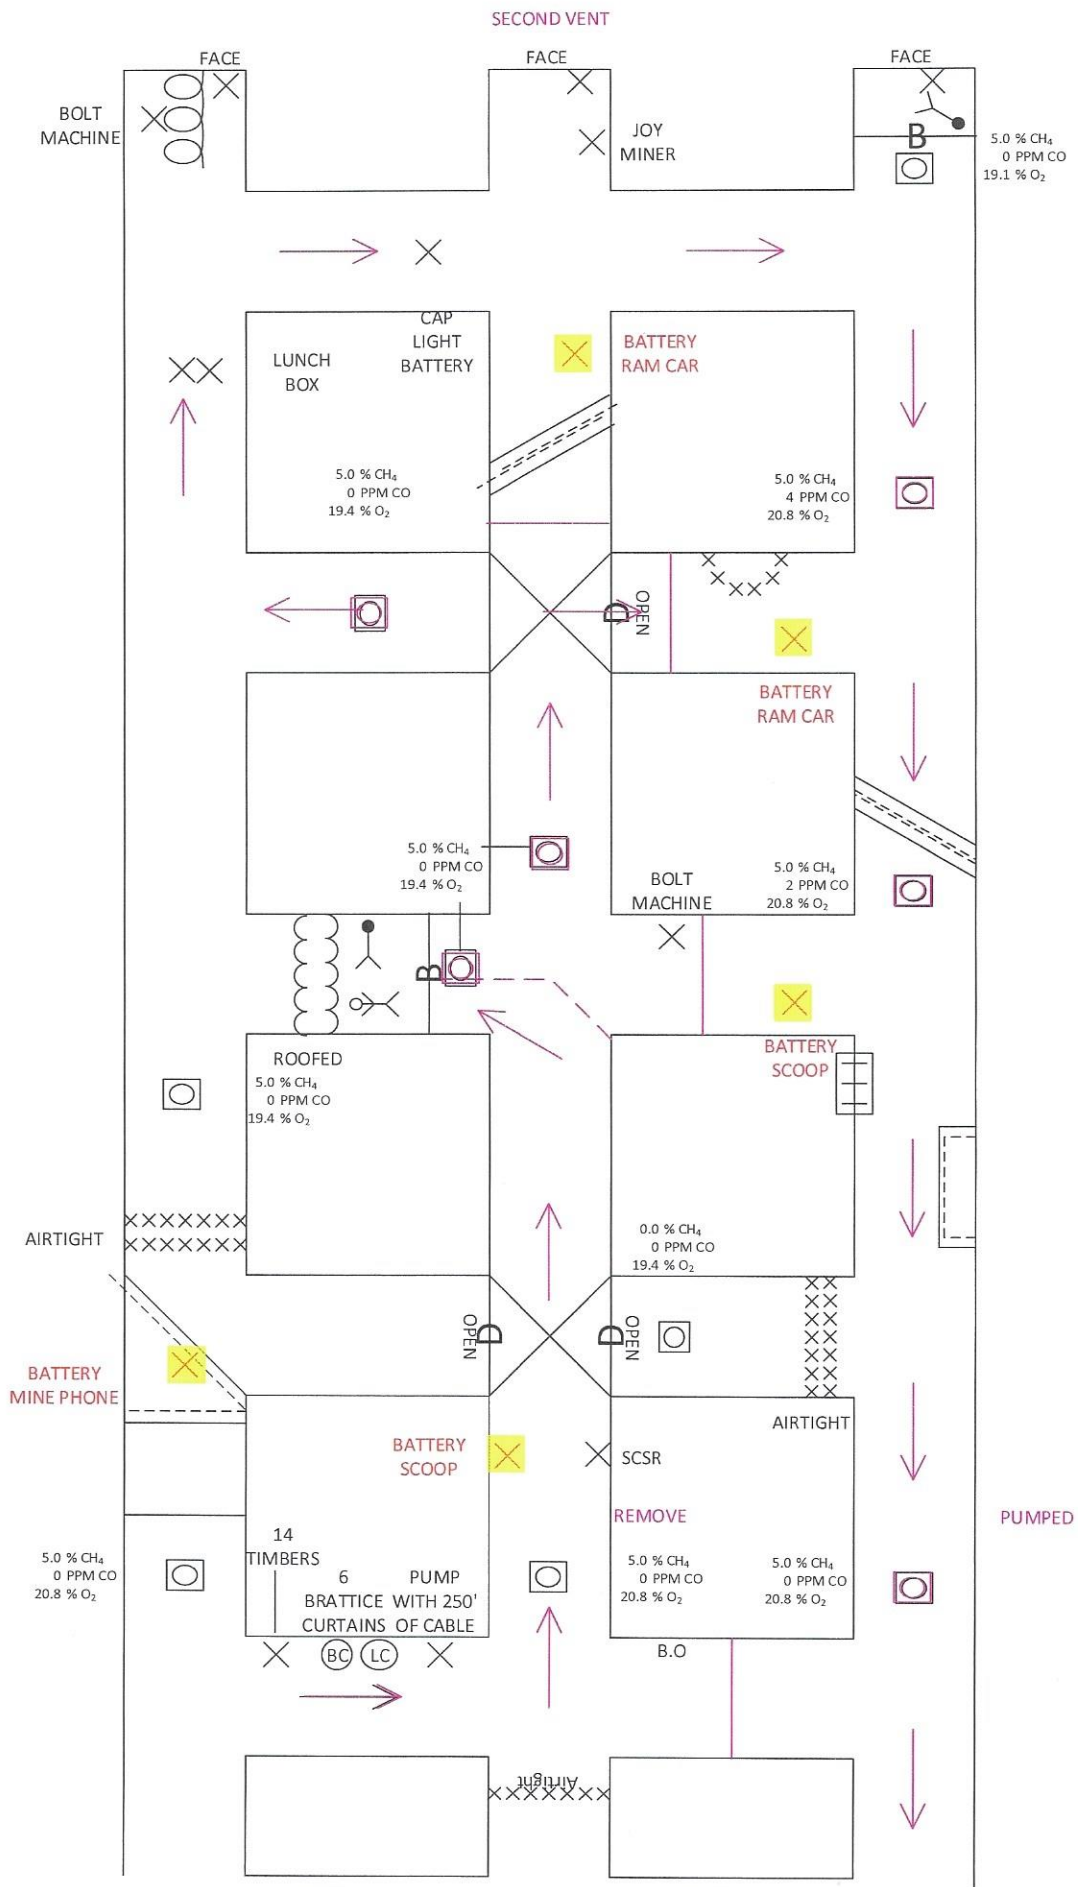 SECOND VENT
FACE
FACE
FACE
BOLT
MACHINE
JOY
MINER
B
5.0 % CH₄
0 PPM CO
19.1 % O₂
CAP
LIGHT
BATTERY
LUNCH
BOX
BATTERY
RAM CAR
5.0 % CH₄
0 PPM CO
19.4 % O₂
5.0 % CH₄
4 PPM CO
20.8 % O₂
D
OPEN
BATTERY
RAM CAR
5.0 % CH₄
0 PPM CO
19.4 % O₂
BOLT
MACHINE
5.0 % CH₄
2 PPM CO
20.8 % O₂
B
ROOFED
5.0 % CH₄
0 PPM CO
19.4 % O₂
BATTERY
SCOOP
AIRTIGHT
0.0 % CH₄
0 PPM CO
19.4 % O₂
OPEN
D
D
OPEN
BATTERY
MINE PHONE
BATTERY
SCOOP
SCSR
AIRTIGHT
REMOVE
PUMPED
5.0 % CH₄
0 PPM CO
20.8 % O₂
14
TIMBERS
6
BRATTICE
CURTAINS
PUMP
WITH 250'
OF CABLE
5.0 % CH₄
0 PPM CO
20.8 % O₂
5.0 % CH₄
0 PPM CO
20.8 % O₂
BC
LC
B.O
Airtight